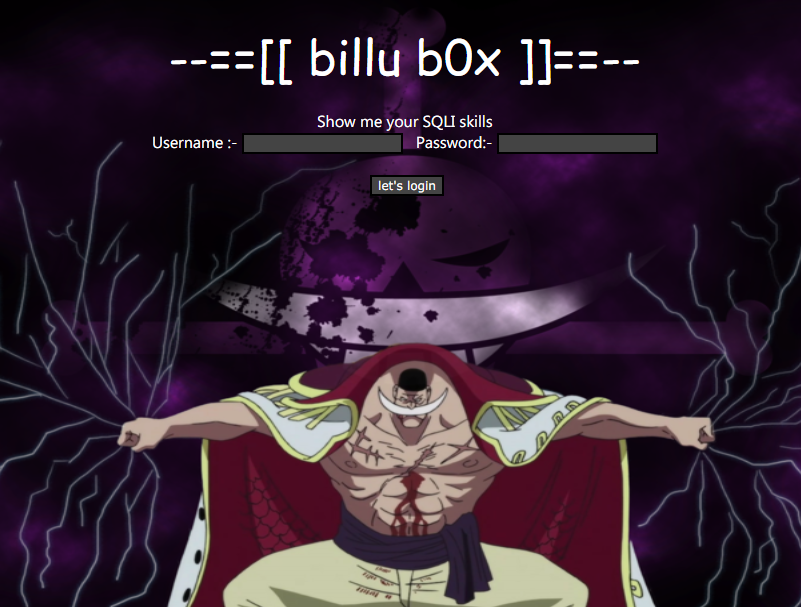 --==[[ billu b0x ]]==--
Show me your SQLI skills
Username :- Password:-
let's login